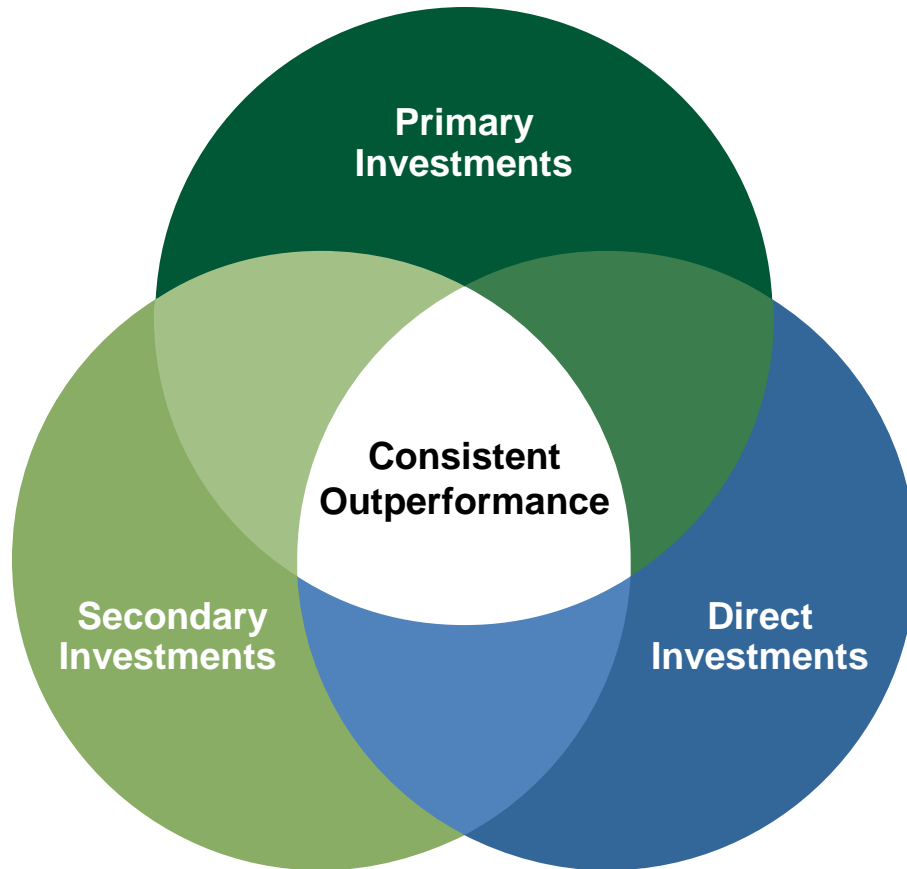 Primary
Investments
Consistent
Outperformance
Secondary
Investments
Direct
Investments